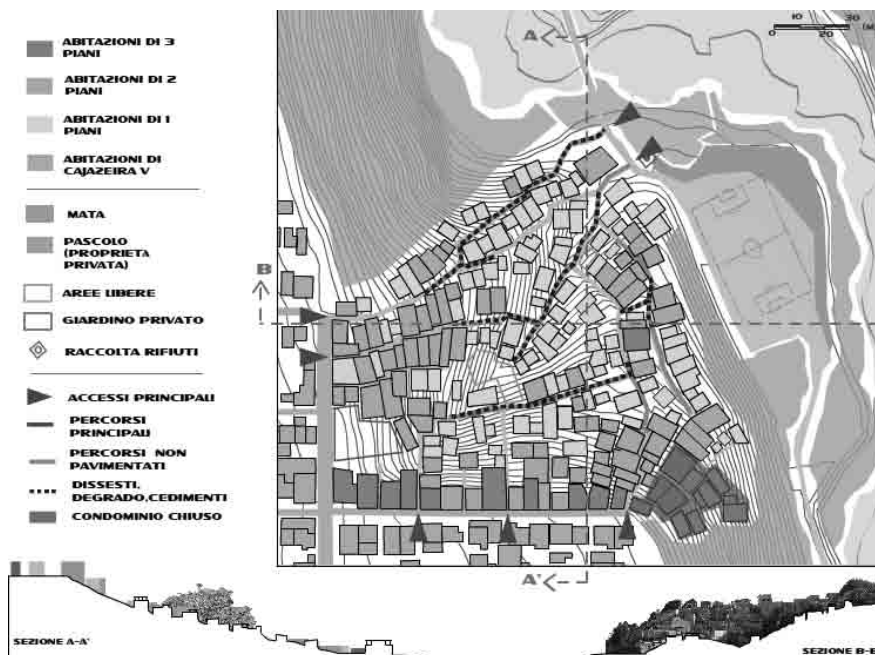 ABITAZIONI DI 3
PIANI
ABITAZIONI DI 2
PIANI
ABITAZIONI DI 1
PIANI
ABITAZIONI DI
CAJAZEIRA V
MATA
PASCOLO
(PROPRIETà
PRIVATA)
AREE LIBERE
GIARDINO PRIVATO
RACCOLTA RIFIUTI
ACCESSI PRINCIPALI
PERCORSI
PRINCIPALI
PERCORSI NON
PAVIMENTATI
DISSESTI,
DEGRADO,CEDIMENTI
CONDOMINIO CHIUSO
A
10 30
0 20 (M)
B
A'
SEZIONE A-A'
SEZIONE B-B